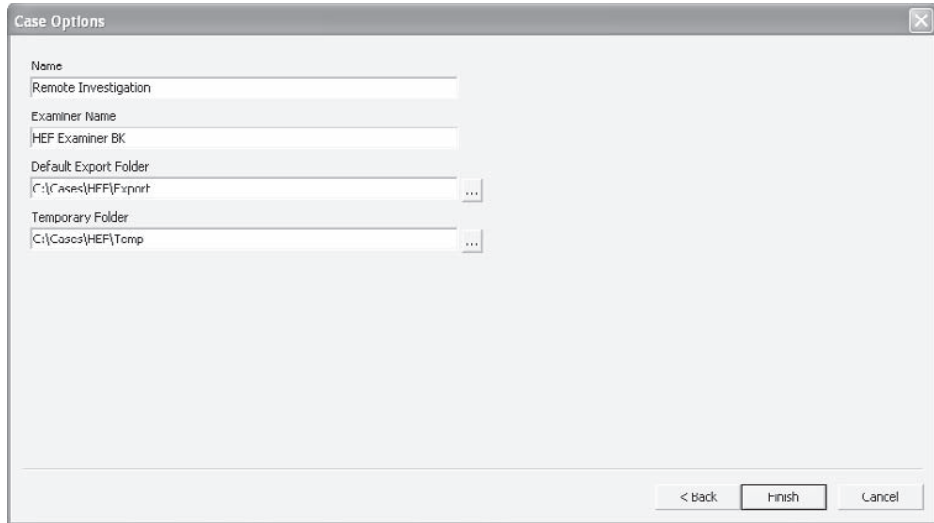 Case Options
Name
Remote Investigation
Examiner Name
HEF Examiner BK
Default Export Folder
C:\Cases\HEF\Export
...
Temporary Folder
C:\Cases\HEF\Temp
...
< Back
Finish
Cancel